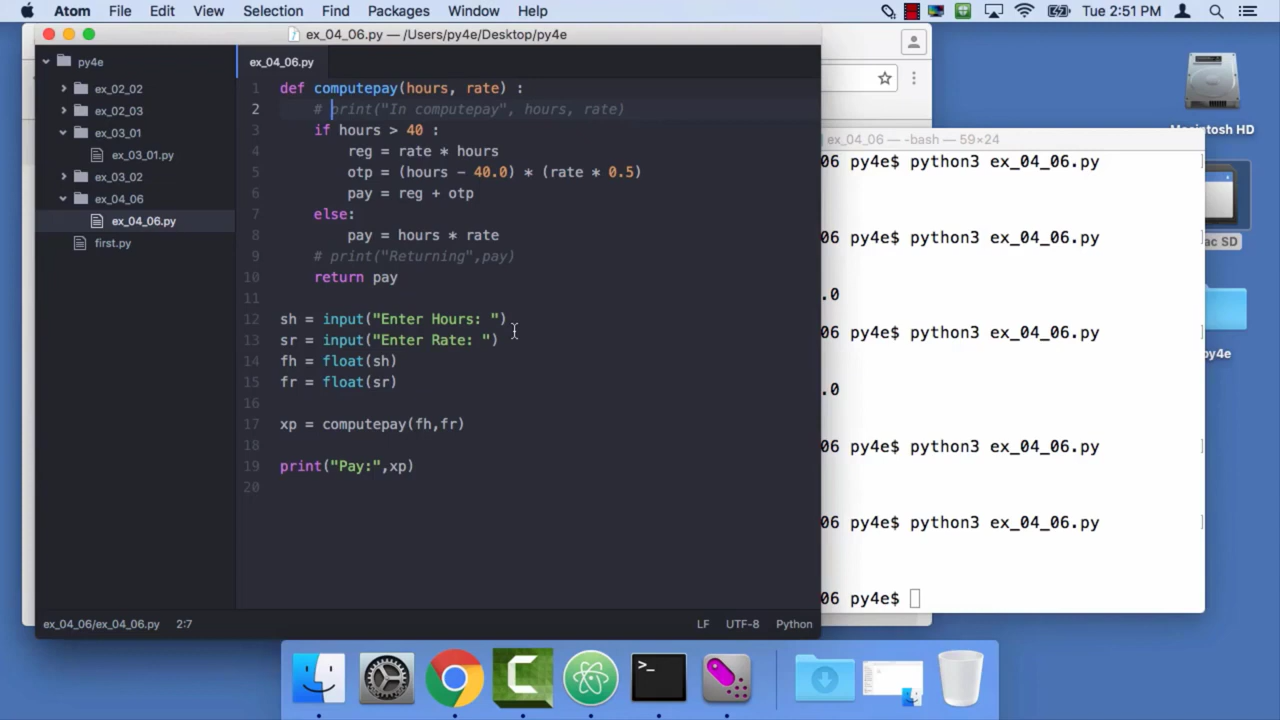 Atom File Edit View Selection Find Packages Window Help Tue 2:51 PM
ex_04_06.py — /Users/py4e/Desktop/py4e
py4e
ex_02_02
ex_02_03
ex_03_01
ex_03_01.py
ex_03_02
ex_04_06
ex_04_06.py
first.py
ex_04_06.py
1 def computepay(hours, rate) :
2 # print("In computepay", hours, rate)
3 if hours > 40 :
4 reg = rate * hours
5 otp = (hours - 40.0) * (rate * 0.5)
6 pay = reg + otp
7 else:
8 pay = hours * rate
9 # print("Returning",pay)
10 return pay
11
12 sh = input("Enter Hours: ")
13 sr = input("Enter Rate: ")
14 fh = float(sh)
15 fr = float(sr)
16
17 xp = computepay(fh,fr)
18
19 print("Pay:",xp)
20
ex_04_06/ex_04_06.py 2:7 LF UTF-8 Python
ex_04_06 — -bash — 59×24
06 py4e$ python3 ex_04_06.py
06 py4e$ python3 ex_04_06.py
.0
06 py4e$ python3 ex_04_06.py
.0
06 py4e$ python3 ex_04_06.py
06 py4e$ python3 ex_04_06.py
06 py4e$
Macintosh HD
ac SD
py4e
>_